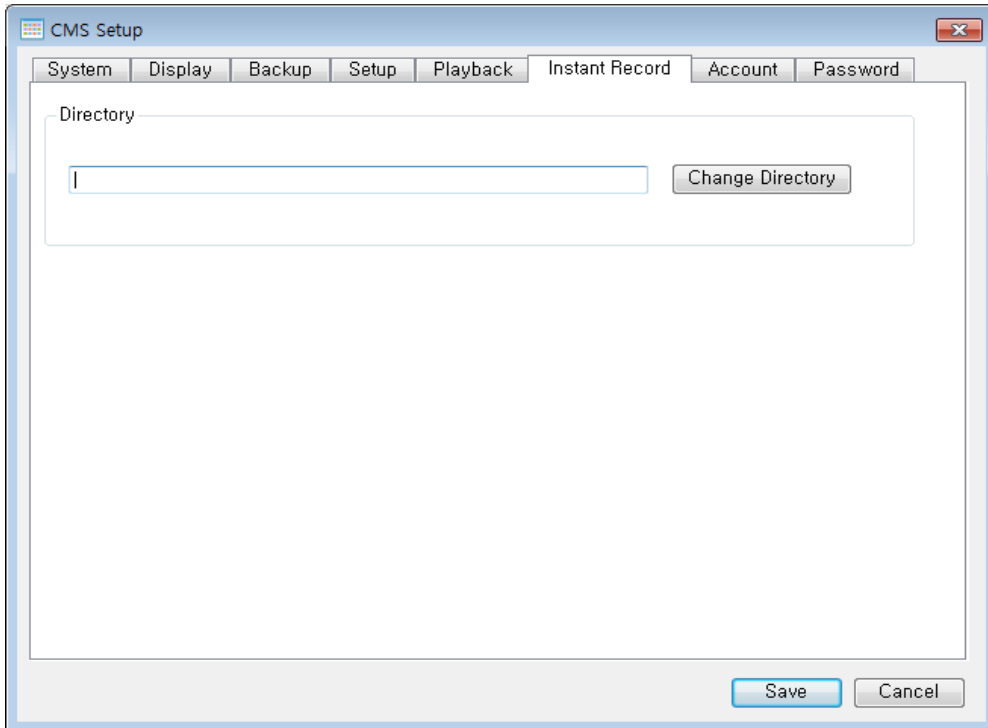 CMS Setup
System Display Backup Setup Playback Instant Record Account Password
Directory
Change Directory
Save Cancel